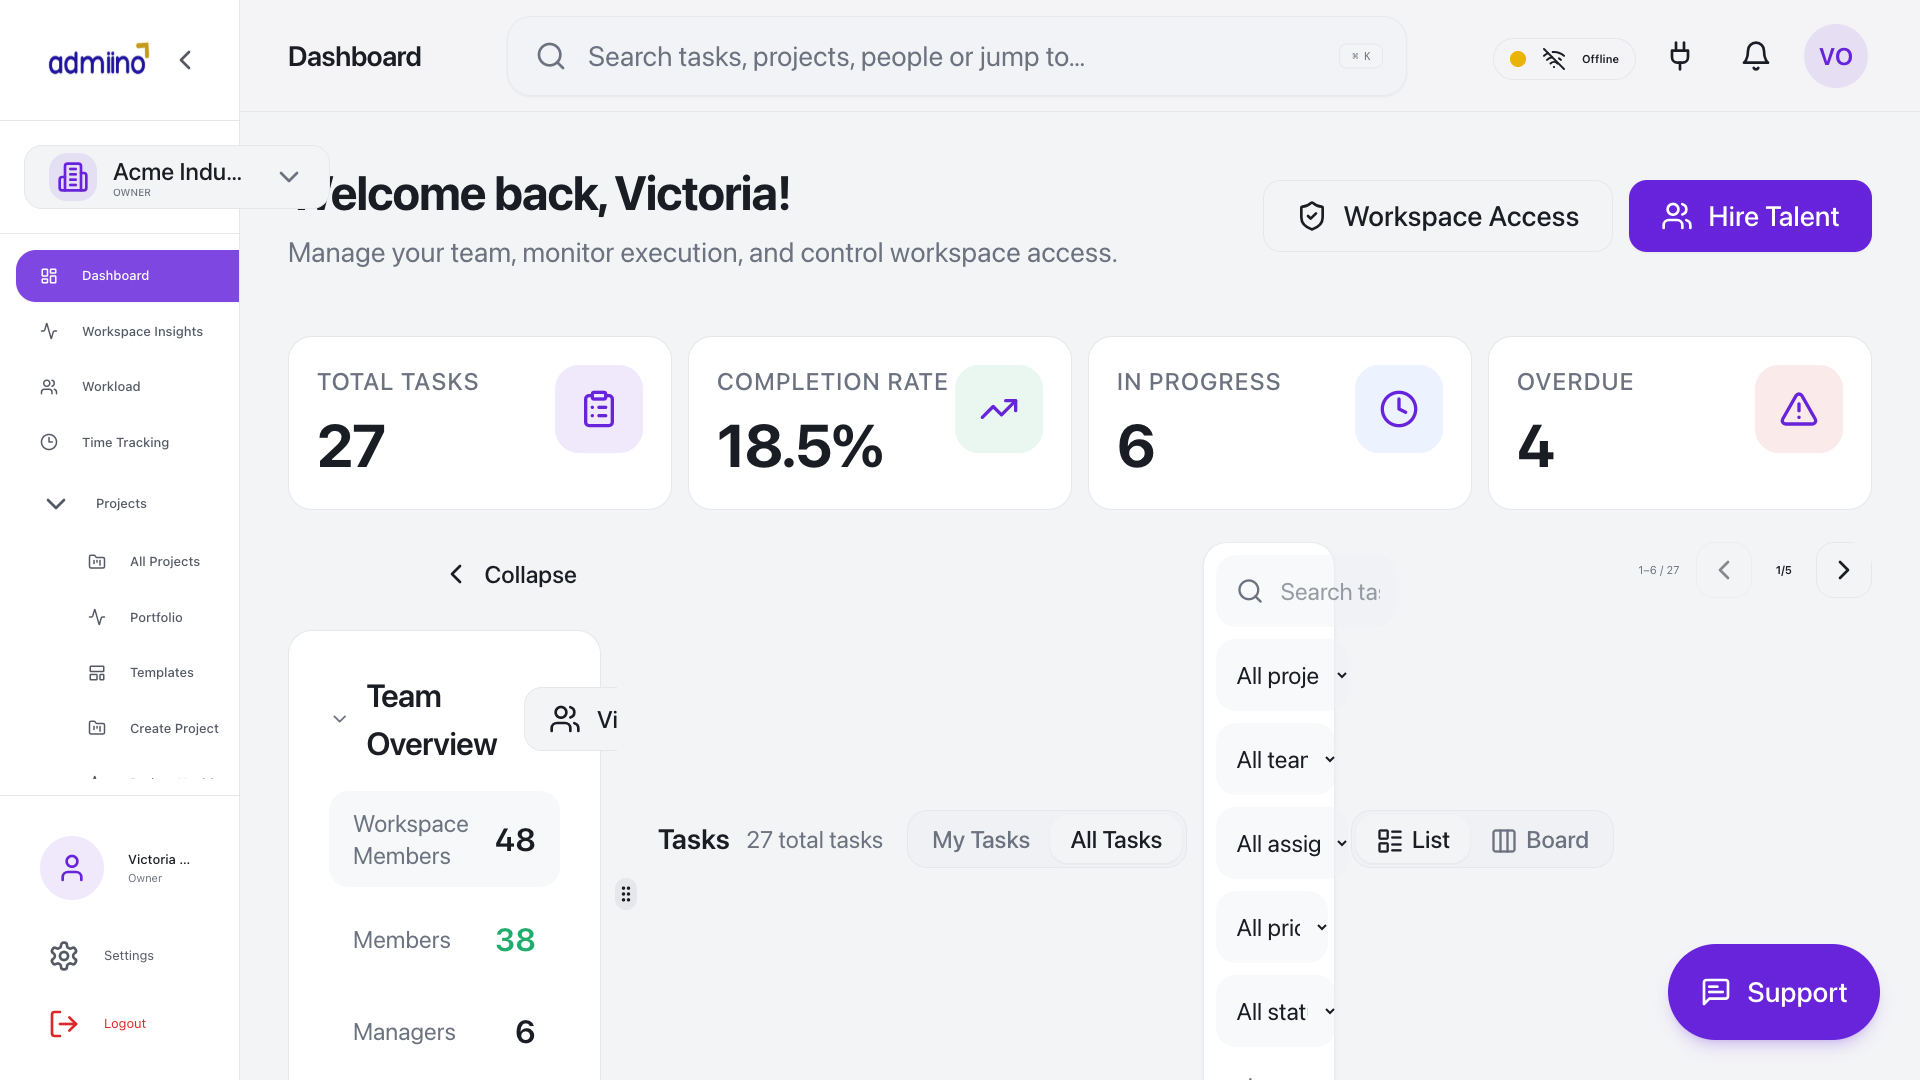 admiino
Dashboard
Search tasks, projects, people or jump to...
⌘ K
Offline
VO
Acme Indu...
OWNER
Welcome back, Victoria!
Manage your team, monitor execution, and control workspace access.
Workspace Access
Hire Talent
Dashboard
Workspace Insights
Workload
Time Tracking
Projects
All Projects
Portfolio
Templates
Create Project
Victoria ...
Owner
Settings
Logout
TOTAL TASKS
27
COMPLETION RATE
18.5%
IN PROGRESS
6
OVERDUE
4
Collapse
Team
Overview
Vi
Workspace
Members
48
Members
38
Managers
6
Tasks
27 total tasks
My Tasks
All Tasks
Search ta
All proje
All tear
All assig
All pric
All stat
List
Board
1–6 / 27
1/5
Support